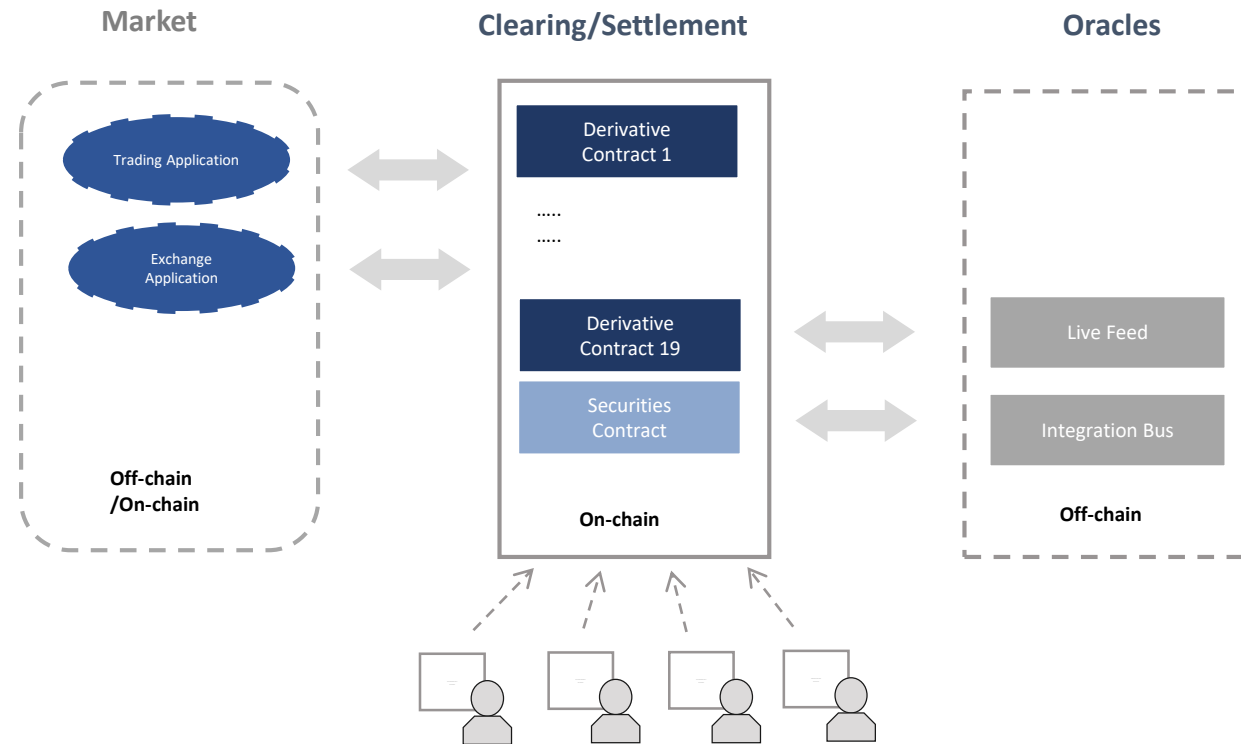 Market
Clearing/Settlement
Oracles
Trading Application
Exchange
Application
Off-chain
/On-chain
Derivative
Contract 1
.....
.....
Derivative
Contract 19
Securities
Contract
On-chain
Live Feed
Integration Bus
Off-chain